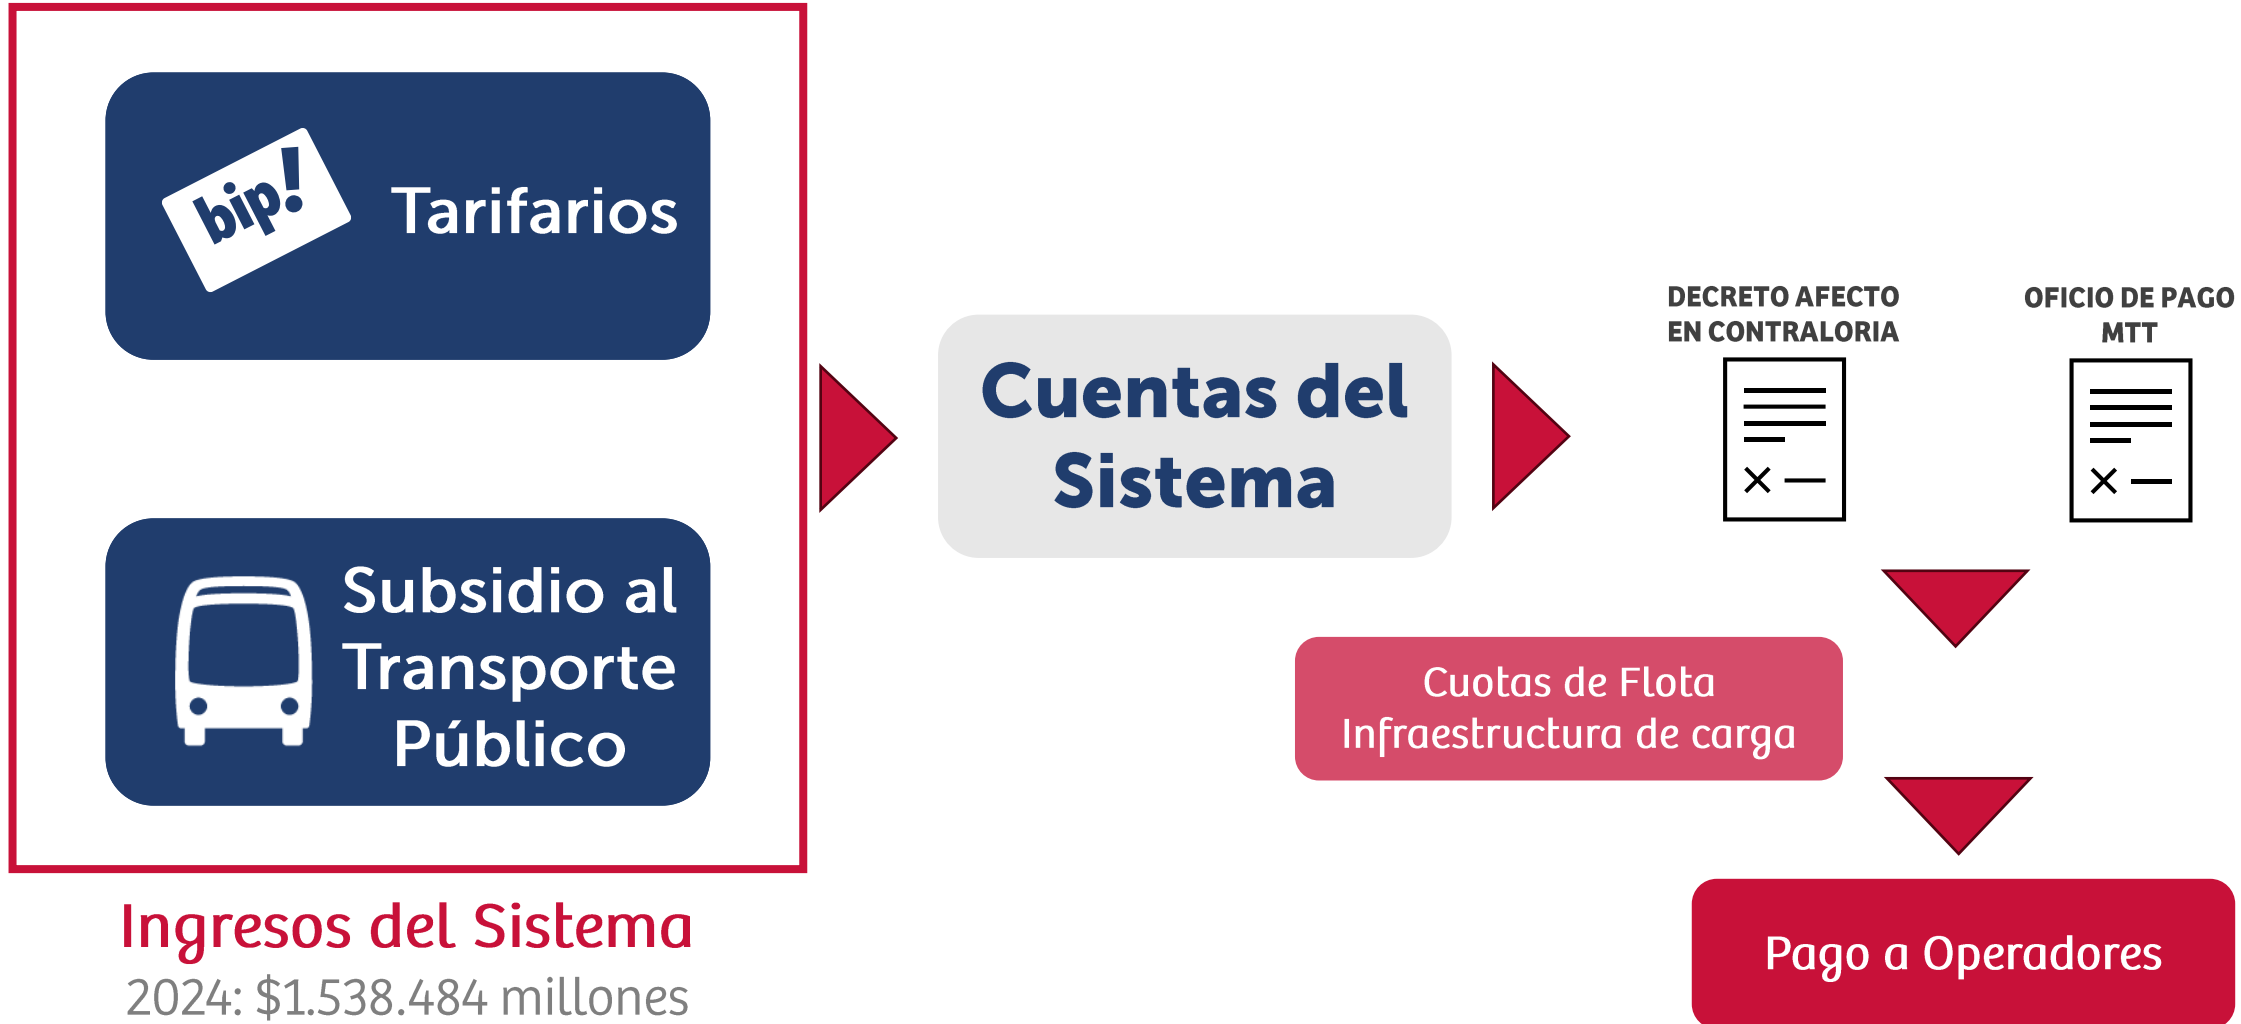 bip!
Tarifarios
Subsidio al
Transporte
Público
Ingresos del Sistema
2024: $1.538.484 millones
Cuentas del
Sistema
DECRETO AFECTO
EN CONTRALORIA
OFICIO DE PAGO
MTT
Cuotas de Flota
Infraestructura de carga
Pago a Operadores